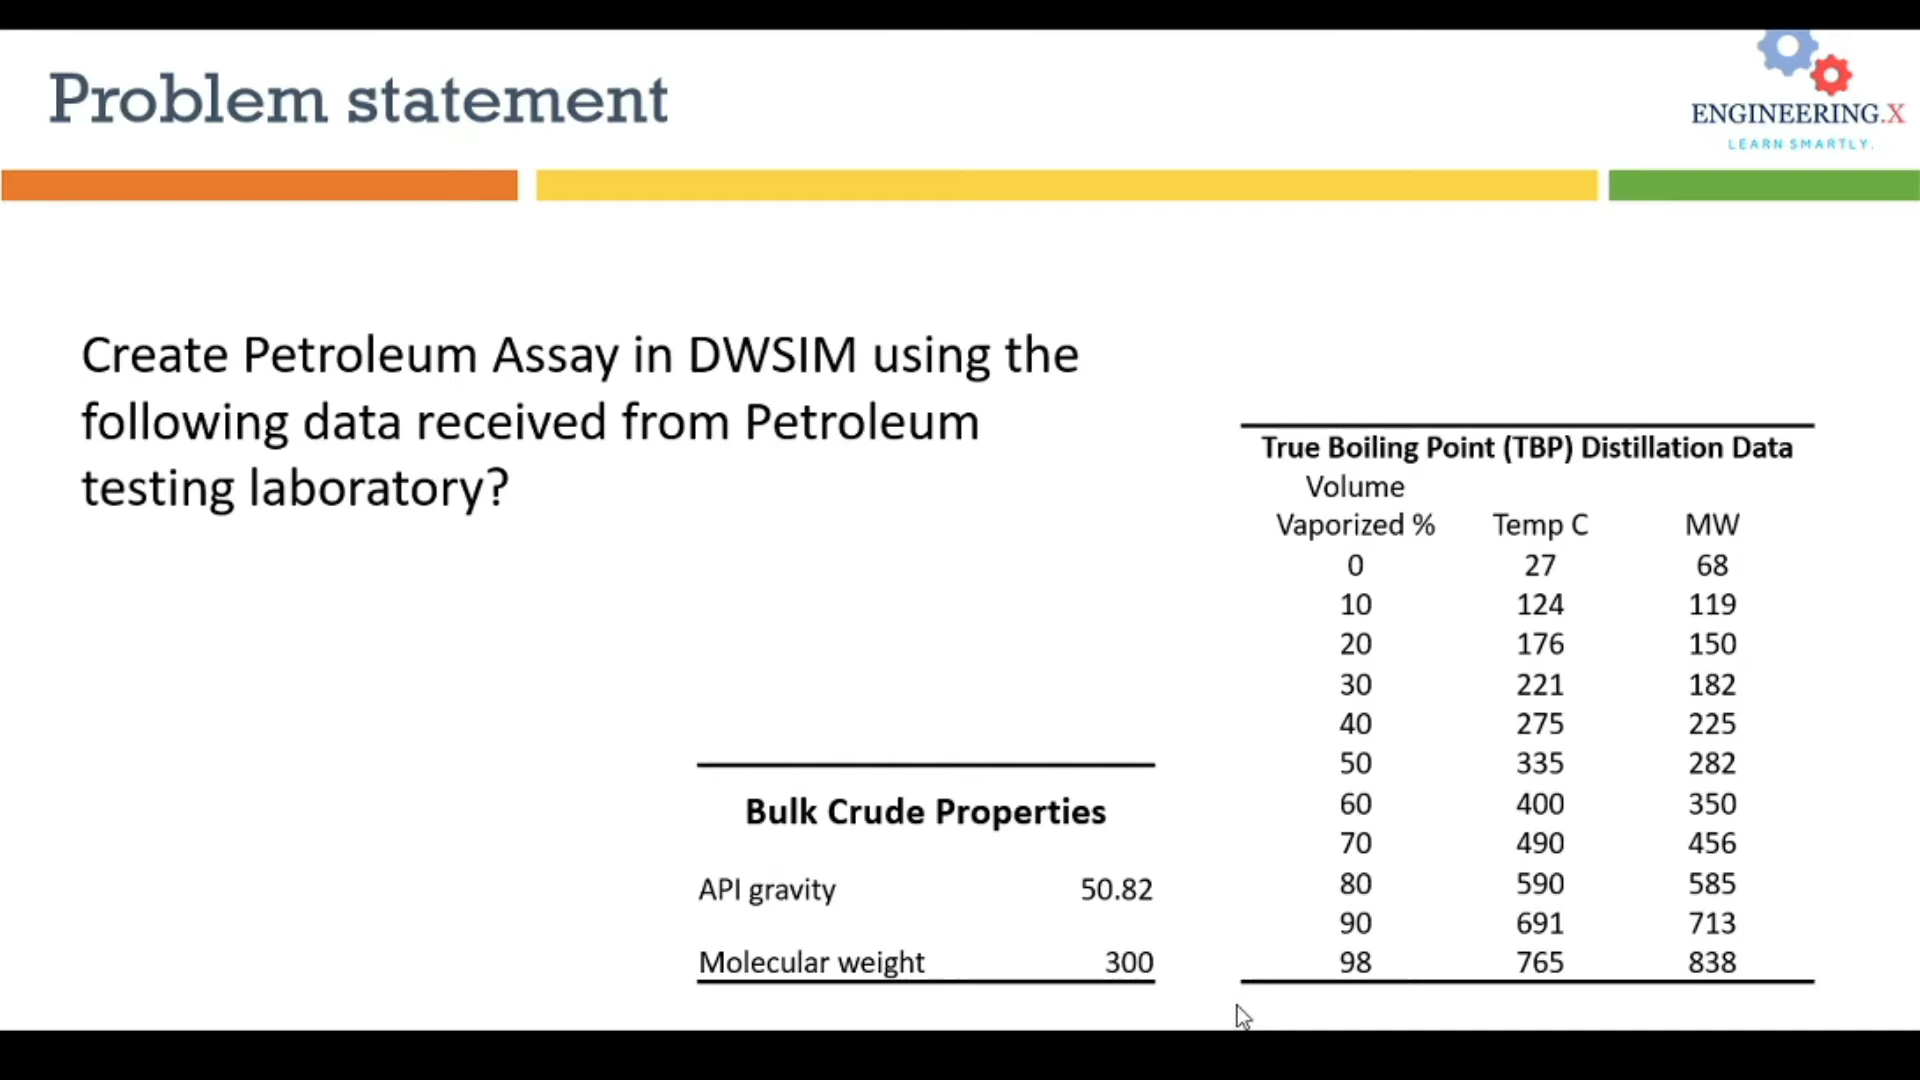 Problem statement
ENGINEERING.X
LEARN SMARTLY.
Create Petroleum Assay in DWSIM using the
following data received from Petroleum
testing laboratory?
Bulk Crude Properties
API gravity 50.82
Molecular weight 300
True Boiling Point (TBP) Distillation Data
Volume
Vaporized % Temp C MW
0 27 68
10 124 119
20 176 150
30 221 182
40 275 225
50 335 282
60 400 350
70 490 456
80 590 585
90 691 713
98 765 838